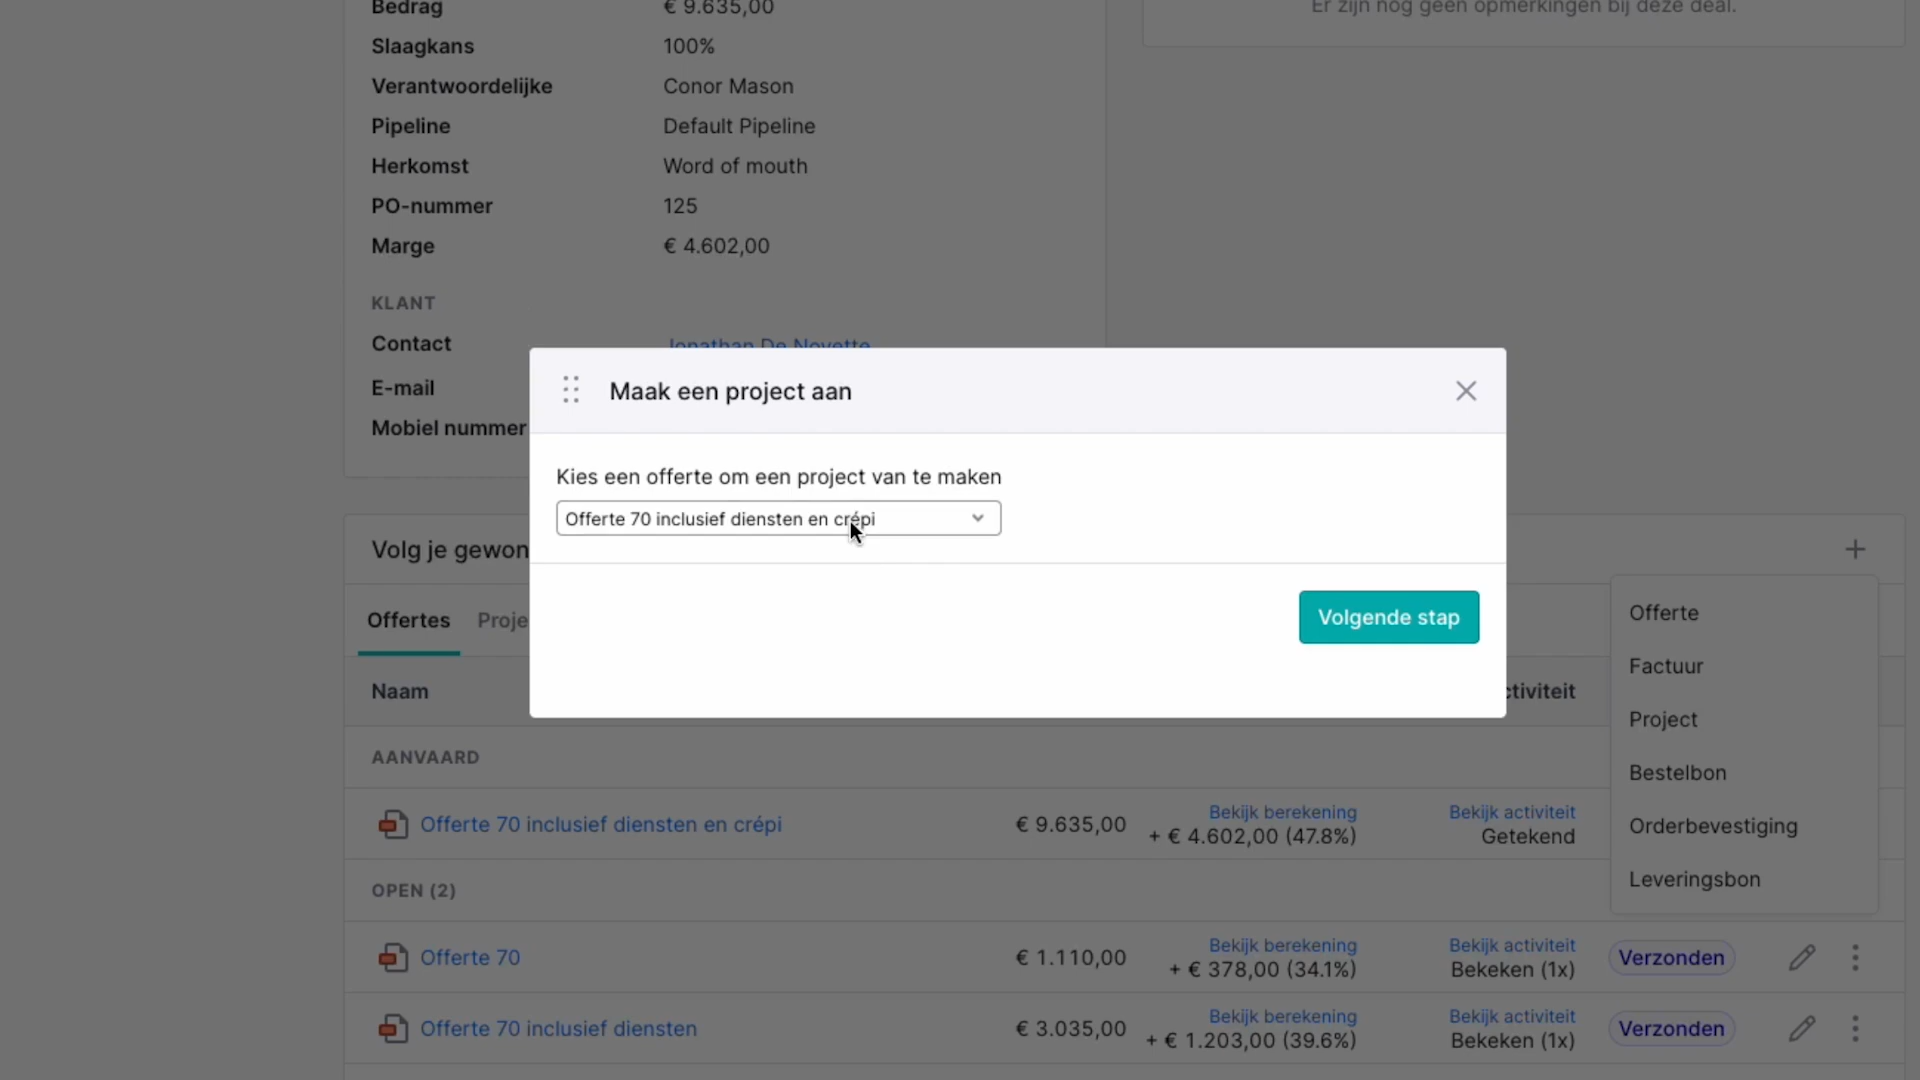 Bedrag € 9.635,00
Er zijn nog geen opmerkingen bij deze deal.
Slaagkans 100%
Verantwoordelijke Conor Mason
Pipeline Default Pipeline
Herkomst Word of mouth
PO-nummer 125
Marge € 4.602,00
KLANT
Contact Jonathan De Novette
E-mail
Mobiel nummer
Maak een project aan
Kies een offerte om een project van te maken
Offerte 70 inclusief diensten en crépi
Volgende stap
Volg je gewon
Offertes Proje
Naam ctiviteit
Offerte
Factuur
Project
Bestelbon
Orderbevestiging
Leveringsbon
AANVAARD
Offerte 70 inclusief diensten en crépi € 9.635,00 Bekijk berekening Bekijk activiteit
+ € 4.602,00 (47.8%) Getekend
OPEN (2)
Offerte 70 € 1.110,00 Bekijk berekening Bekijk activiteit Verzonden
+ € 378,00 (34.1%) Bekeken (1x)
Offerte 70 inclusief diensten € 3.035,00 Bekijk berekening Bekijk activiteit Verzonden
+ € 1.203,00 (39.6%) Bekeken (1x)